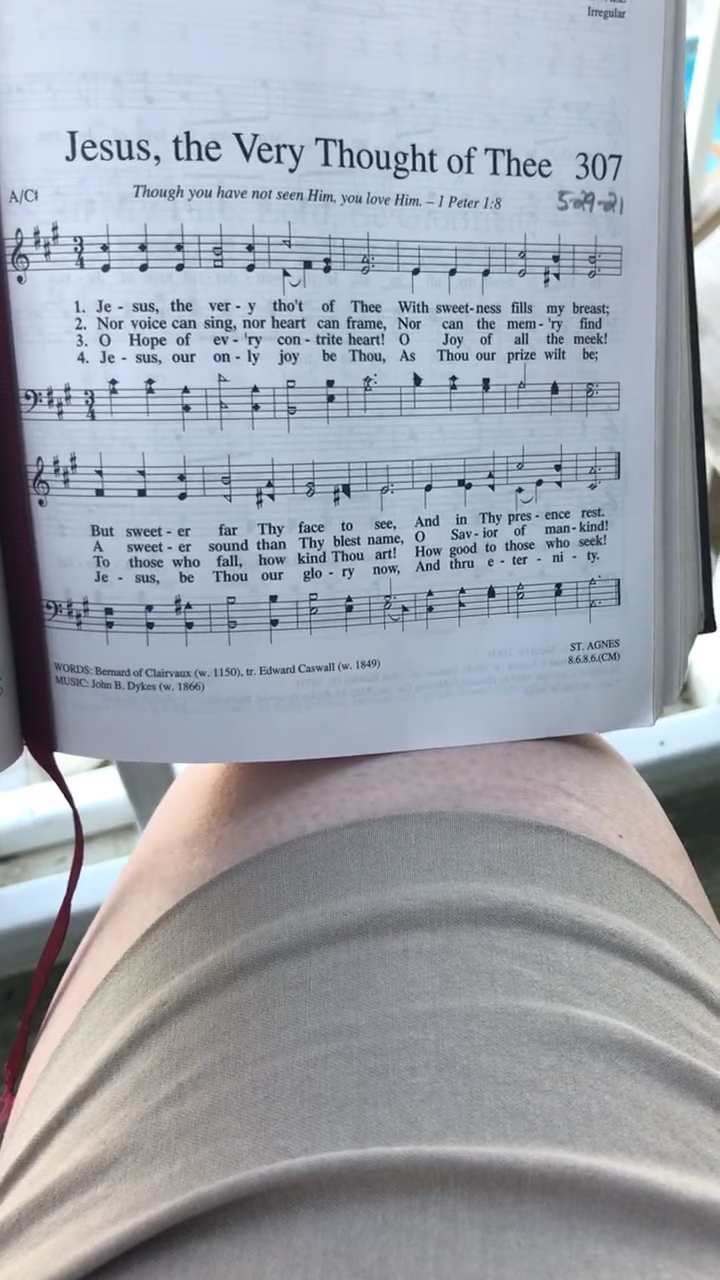 Irregular
Jesus, the Very Thought of Thee 307
A/C♯ Though you have not seen Him, you love Him. – 1 Peter 1:8 5-29-21
1. Je - sus, the ver - y tho't of Thee With sweet-ness fills my breast;
2. Nor voice can sing, nor heart can frame, Nor can the mem - 'ry find
3. O Hope of ev - 'ry con - trite heart! O Joy of all the meek!
4. Je - sus, our on - ly joy be Thou, As Thou our prize wilt be;
But sweet - er far Thy face to see, And in Thy pres - ence rest.
A sweet - er sound than Thy blest name, O Sav - ior of man - kind!
To those who fall, how kind Thou art! How good to those who seek!
Je - sus, be Thou our glo - ry now, And thru e - ter - ni - ty.
WORDS: Bernard of Clairvaux (w. 1150), tr. Edward Caswall (w. 1849)
MUSIC: John B. Dykes (w. 1866)
ST. AGNES
8.6.8.6.(CM)